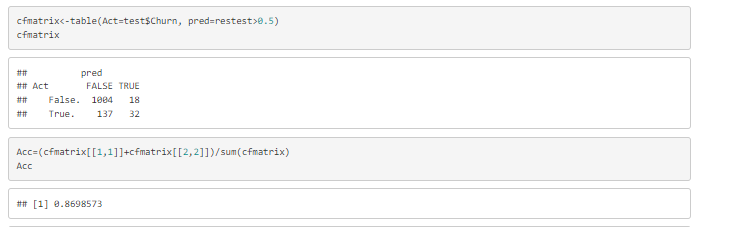 cfmatrix<-table(Act=test$Churn, pred=restest>0.5)
cfmatrix
##          pred
## Act      FALSE TRUE
##   False.  1004   18
##   True.    137   32
Acc=(cfmatrix[[1,1]]+cfmatrix[[2,2]])/sum(cfmatrix)
Acc
## [1] 0.8698573